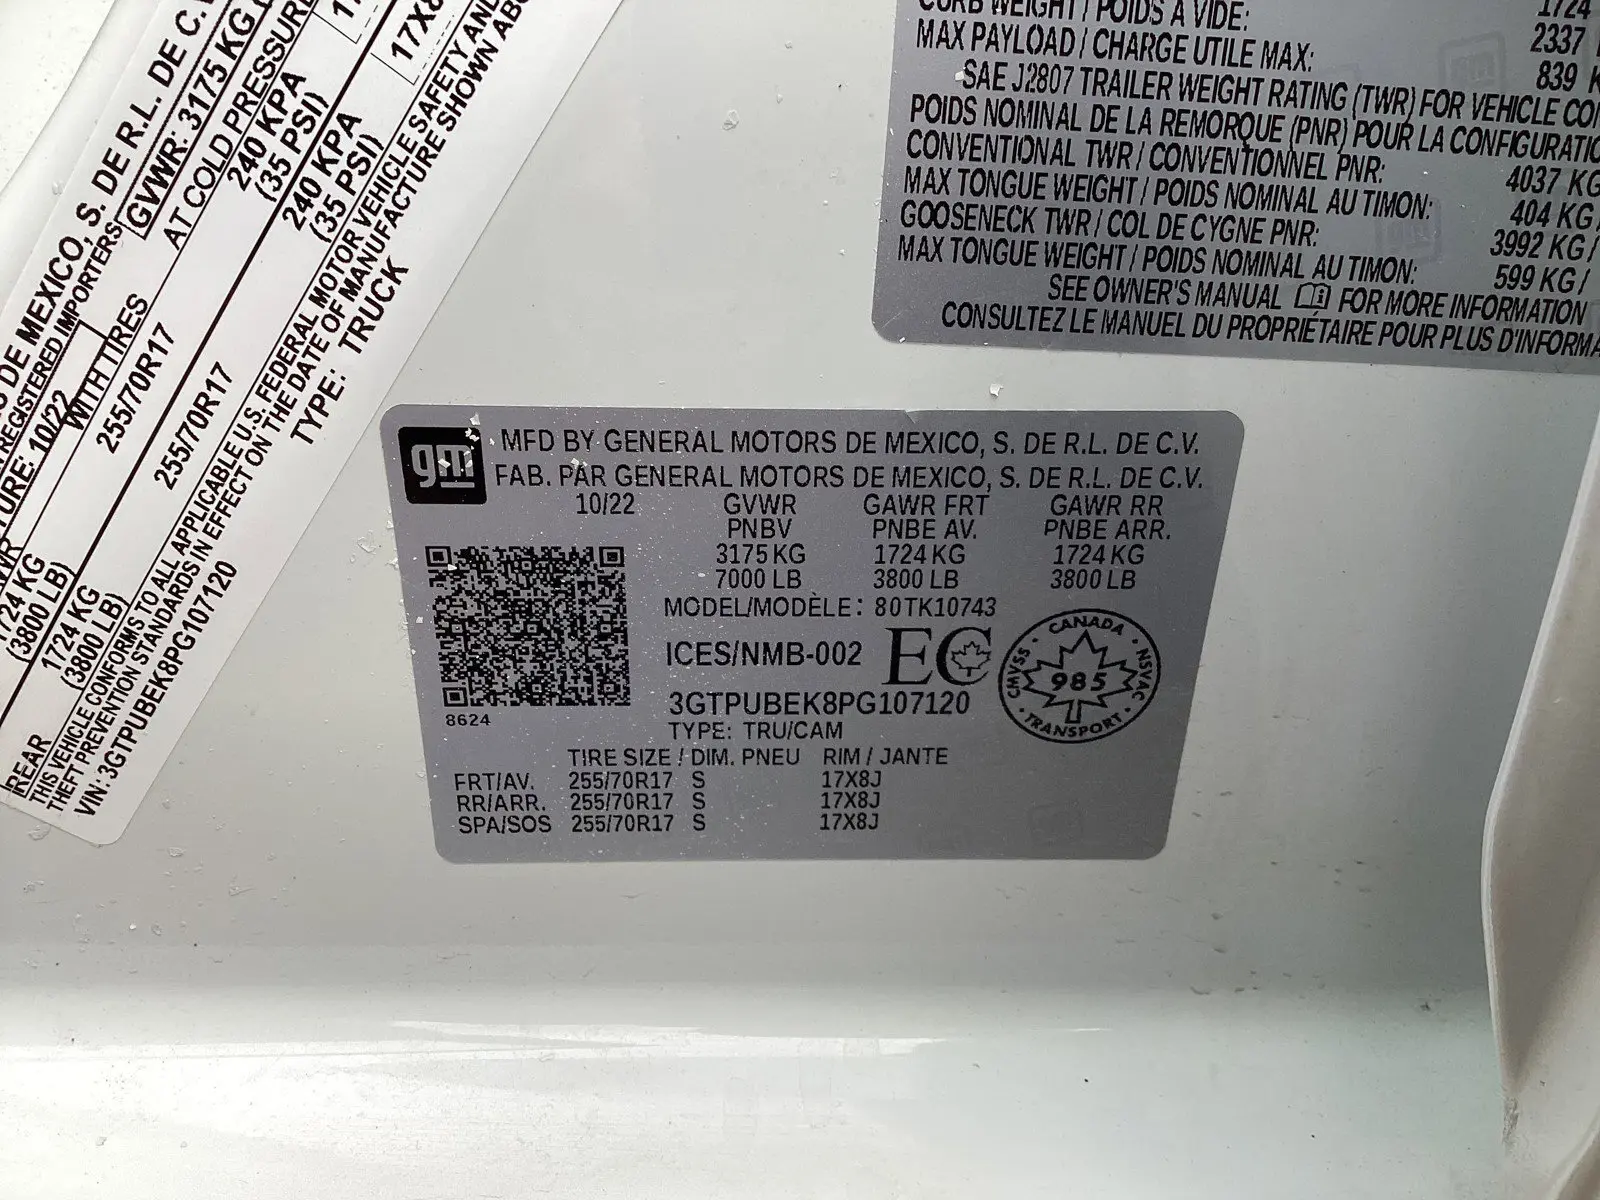 S DE MEXICO, S. DE R.L. DE C.V
REGISTERED IMPORTERS
TURE: 10/22
GVWR: 3175 KG
WITH TIRES
AT COLD PRESSURE
1724 KG
(3800 LB)
255/70R17
240 KPA
(35 PSI)
17X8
REAR
1724 KG
(3800 LB)
255/70R17
240 KPA
(35 PSI)
THIS VEHICLE CONFORMS TO ALL APPLICABLE U.S. FEDERAL MOTOR VEHICLE SAFETY AND
THEFT PREVENTION STANDARDS IN EFFECT ON THE DATE OF MANUFACTURE SHOWN ABO
VIN: 3GTPUBEK8PG107120
TYPE: TRUCK
CURB WEIGHT / POIDS À VIDE:
1724
2337
MAX PAYLOAD / CHARGE UTILE MAX:
839 K
SAE J2807 TRAILER WEIGHT RATING (TWR) FOR VEHICLE CO
POIDS NOMINAL DE LA REMORQUE (PNR) POUR LA CONFIGURATIO
CONVENTIONAL TWR / CONVENTIONNEL PNR: 4037 KG
MAX TONGUE WEIGHT / POIDS NOMINAL AU TIMON: 404 KG/
GOOSENECK TWR / COL DE CYGNE PNR: 3992 KG/
MAX TONGUE WEIGHT / POIDS NOMINAL AU TIMON: 599 KG/
SEE OWNER'S MANUAL FOR MORE INFORMATION
CONSULTEZ LE MANUEL DU PROPRIÉTAIRE POUR PLUS D'INFORMA
gm
MFD BY GENERAL MOTORS DE MEXICO, S. DE R.L. DE C.V.
FAB. PAR GENERAL MOTORS DE MEXICO, S. DE R.L. DE C.V.
10/22 GVWR GAWR FRT GAWR RR
PNBV PNBE AV. PNBE ARR.
3175 KG 1724 KG 1724 KG
7000 LB 3800 LB 3800 LB
MODEL/MODÈLE: 80TK10743
ICES/NMB-002 EC
CANADA
CMVSS 985 NSVAC
TRANSPORT
3GTPUBEK8PG107120
8624
TYPE: TRU/CAM
TIRE SIZE / DIM. PNEU RIM / JANTE
FRT/AV. 255/70R17 S 17X8J
RR/ARR. 255/70R17 S 17X8J
SPA/SOS 255/70R17 S 17X8J